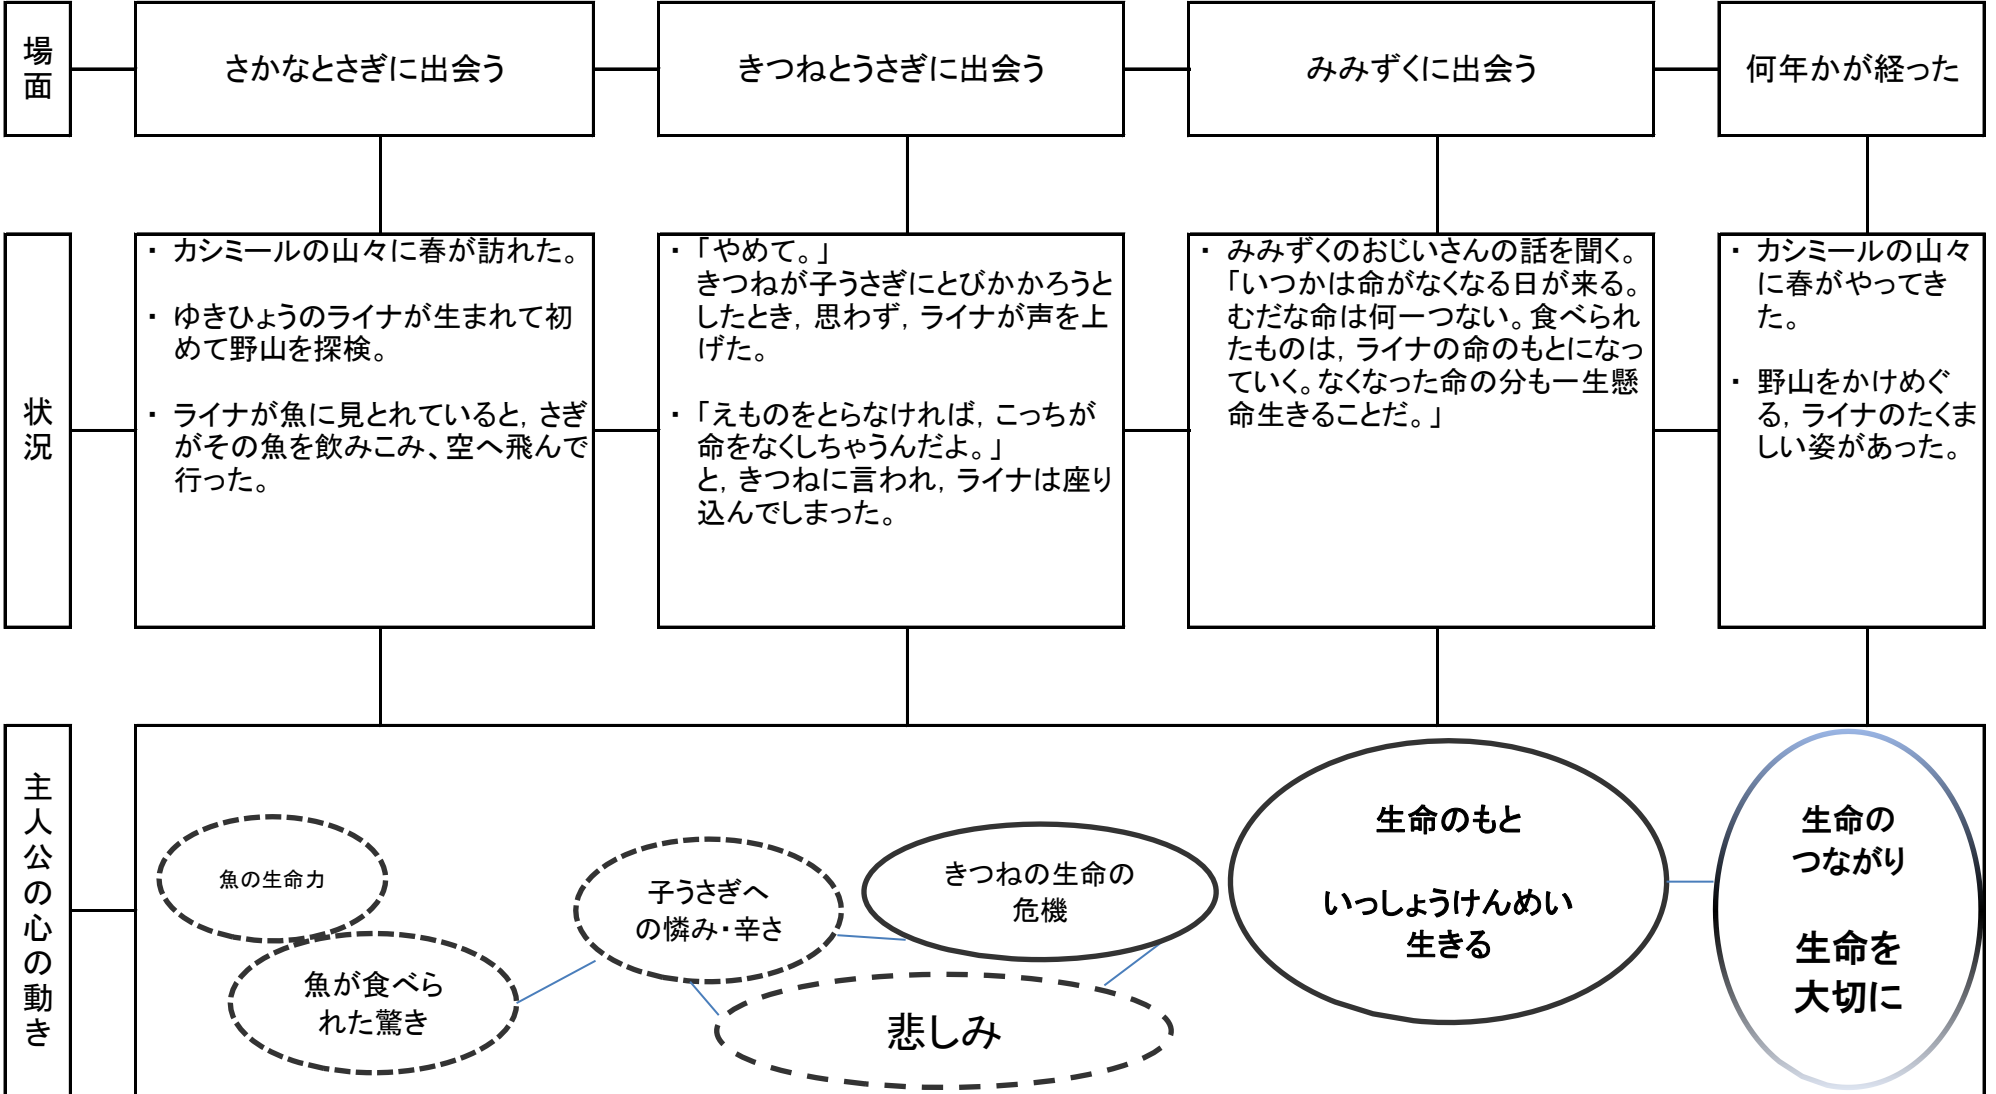 場面
さかなとさぎに出会う
きつねとうさぎに出会う
みみずくに出会う
何年かが経った
状況
・ カシミールの山々に春が訪れた。
・ ゆきひょうのライナが生まれて初
めて野山を探検。
・ ライナが魚に見とれていると，さぎ
がその魚を飲みこみ、空へ飛んで
行った。
・ 「やめて。」
きつねが子うさぎにとびかかろうと
したとき，思わず，ライナが声を上
げた。
・ 「えものをとらなければ，こっちが
命をなくしちゃうんだよ。」
と，きつねに言われ，ライナは座り
込んでしまった。
・ みみずくのおじいさんの話を聞く。
「いつかは命がなくなる日が来る。
むだな命は何一つない。食べられ
たものは，ライナの命のもとになっ
ていく。なくなった命の分も一生懸
命生きることだ。」
・ カシミールの山々
に春がやってき
た。
・ 野山をかけめぐ
る，ライナのたくま
しい姿があった。
主人公の心の動き
魚の生命力
魚が食べら
れた驚き
子うさぎへ
の憐み・辛さ
きつねの生命の
危機
悲しみ
生命のもと
いっしょうけんめい
生きる
生命の
つながり
生命を
大切に